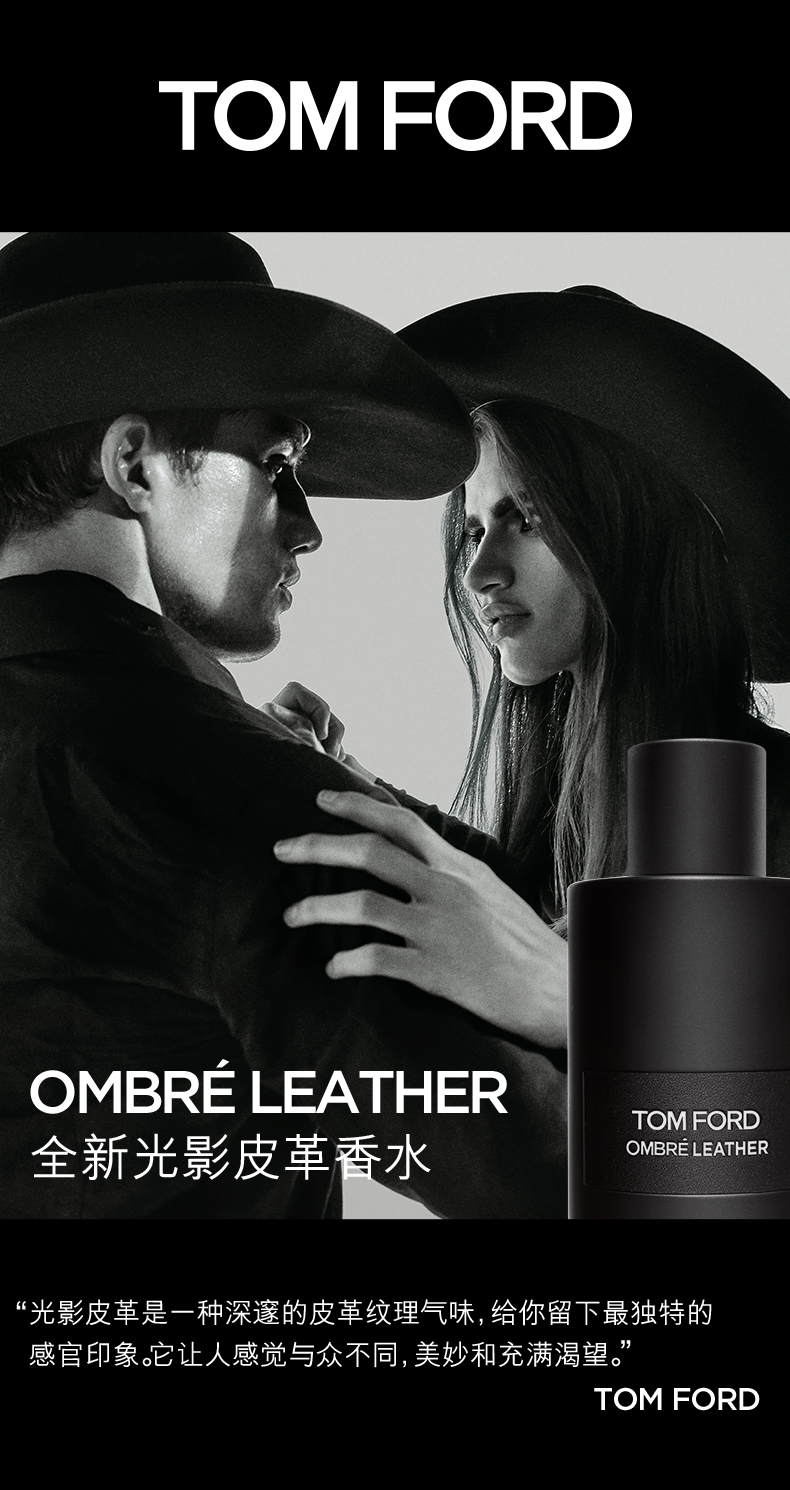 TOM FORD
OMBRÉ LEATHER
全新光影皮革香水
TOM FORD
OMBRÉ LEATHER
“光影皮革是一种深邃的皮革纹理气味,给你留下最独特的
感官印象。它让人感觉与众不同,美妙和充满渴望。”
TOM FORD